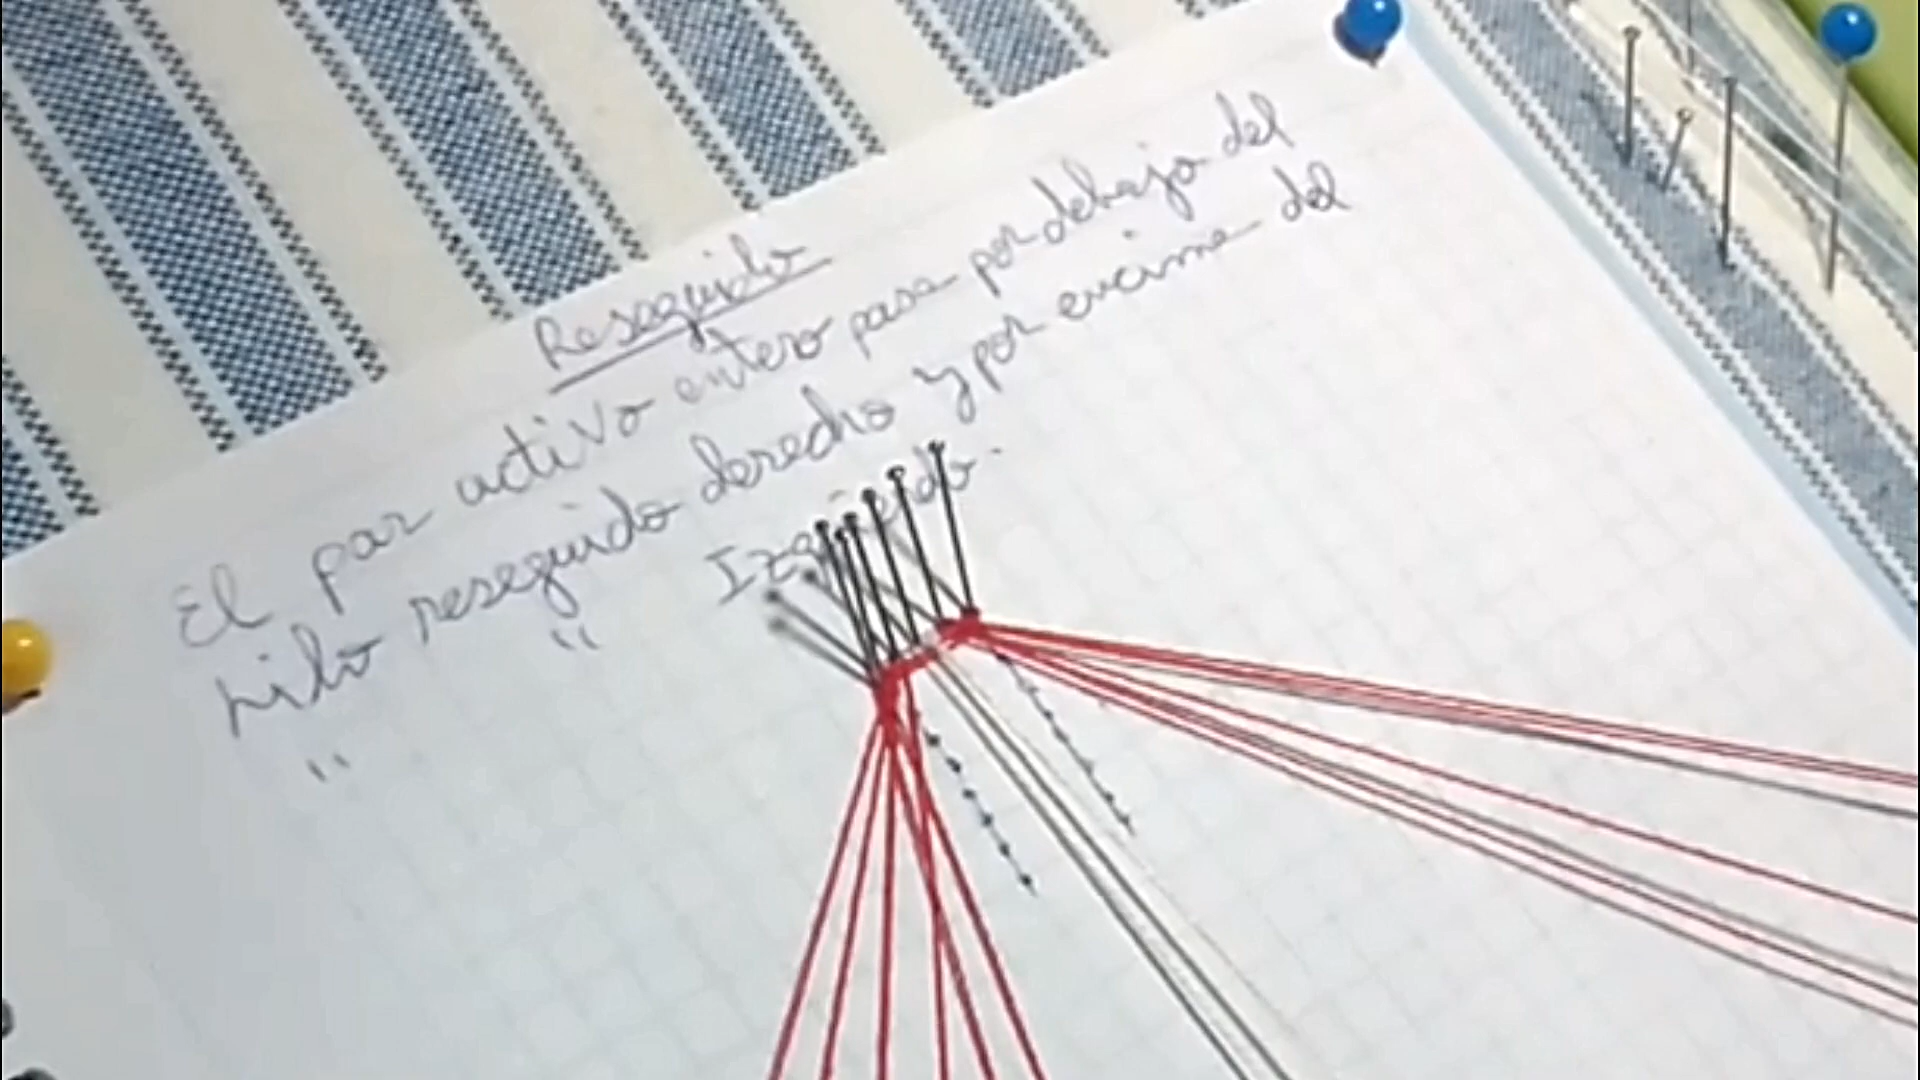 Reseguido
El par activo entero pasa por debajo del
hilo reseguido derecho y por encima del
" " Izquierdo.